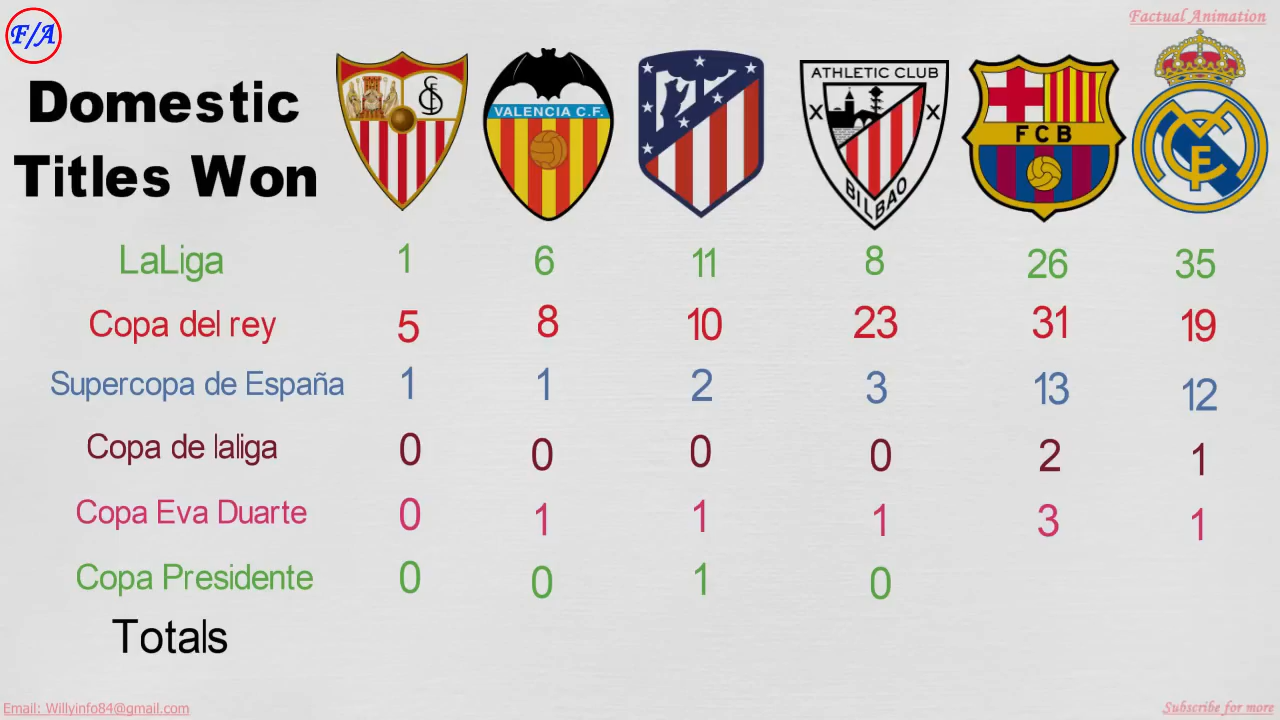 F/A
Factual Animation
Domestic
Titles Won
VALENCIA C.F.
ATHLETIC CLUB
BILBAO
FCB
LaLiga 1 6 11 8 26 35
Copa del rey 5 8 10 23 31 19
Supercopa de España 1 1 2 3 13 12
Copa de laliga 0 0 0 0 2 1
Copa Eva Duarte 0 1 1 1 3 1
Copa Presidente 0 0 1 0
Totals
Email: Willyinfo84@gmail.com
Subscribe for more